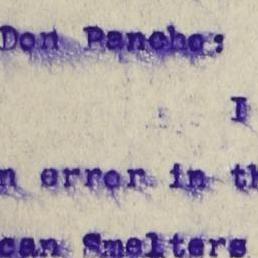 Don Pancho:
I
n error in th
can Smelters